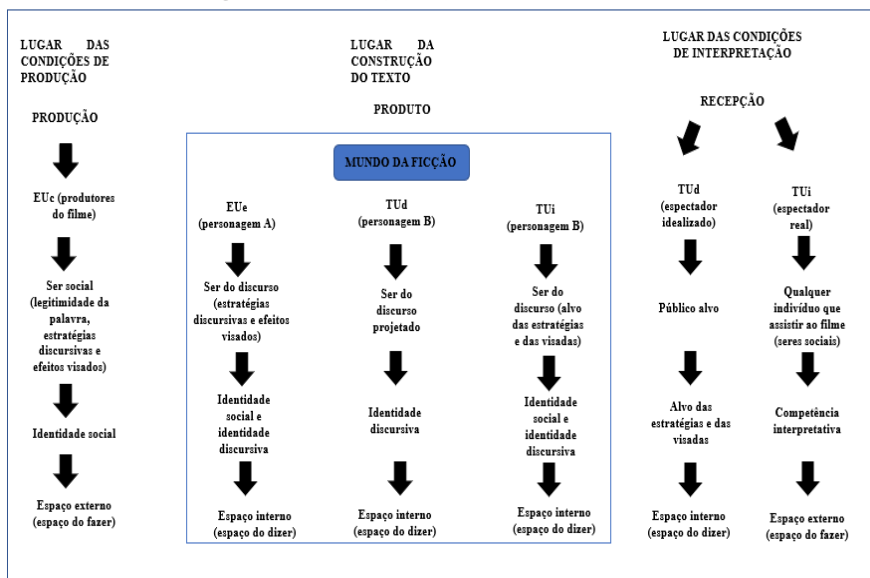 LUGAR DAS
CONDIÇÕES DE
PRODUÇÃO
PRODUÇÃO
EUc (produtores
do filme)
Ser social
(legitimidade da
palavra,
estratégias
discursivas e
efeitos visados)
Identidade social
Espaço externo
(espaço do fazer)
LUGAR DA
CONSTRUÇÃO
DO TEXTO
PRODUTO
MUNDO DA FICÇÃO
EUe
(personagem A)
Ser do discurso
(estratégias
discursivas e efeitos
visados)
Identidade
social e
identidade
discursiva
Espaço interno
(espaço do dizer)
TUd
(personagem B)
Ser do
discurso
projetado
Identidade
discursiva
Espaço interno
(espaço do dizer)
TUi
(personagem B)
Ser do
discurso (alvo
das estratégias
e das visadas)
Identidade
social e
identidade
discursiva
Espaço interno
(espaço do dizer)
LUGAR DAS CONDIÇÕES
DE INTERPRETAÇÃO
RECEPÇÃO
TUd
(espectador
idealizado)
Público alvo
Alvo das
estratégias e das
visadas
Espaço interno
(espaço do dizer)
TUi
(espectador
real)
Qualquer
indivíduo que
assistir ao filme
(seres sociais)
Competência
interpretativa
Espaço externo
(espaço do fazer)